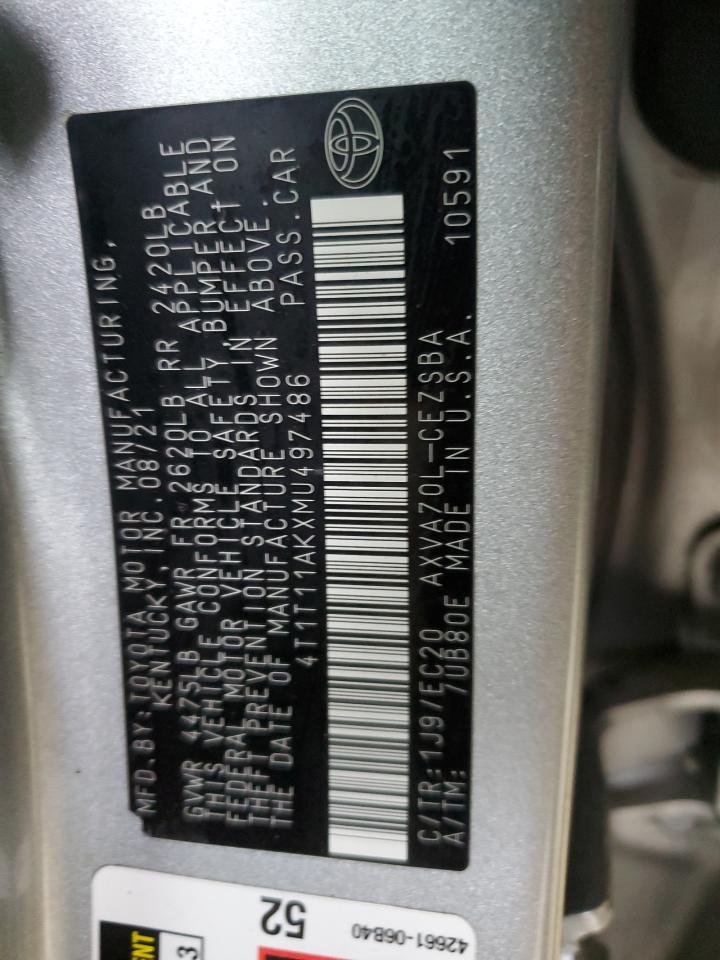 MFD.BY:TOYOTA MOTOR MANUFACTURING,
KENTUCKY, INC.08/21
GVWR 4475LB GAWR FR 2620LB RR 2420LB
THIS VEHICLE CONFORMS TO ALL APPLICABLE
FEDERAL MOTOR VEHICLE SAFETY, BUMPER AND
THEFT PREVENTION STANDARDS IN EFFECT ON
THE DATE OF MANUFACTURE SHOWN ABOVE.
4T1T11AKXMU497486 PASS.CAR
C/TR:1J9/EC20 AXVA70L-CEZSBA
A/TM: 7UB80E MADE IN U.S.A. 10591
52
42661-06B40
3